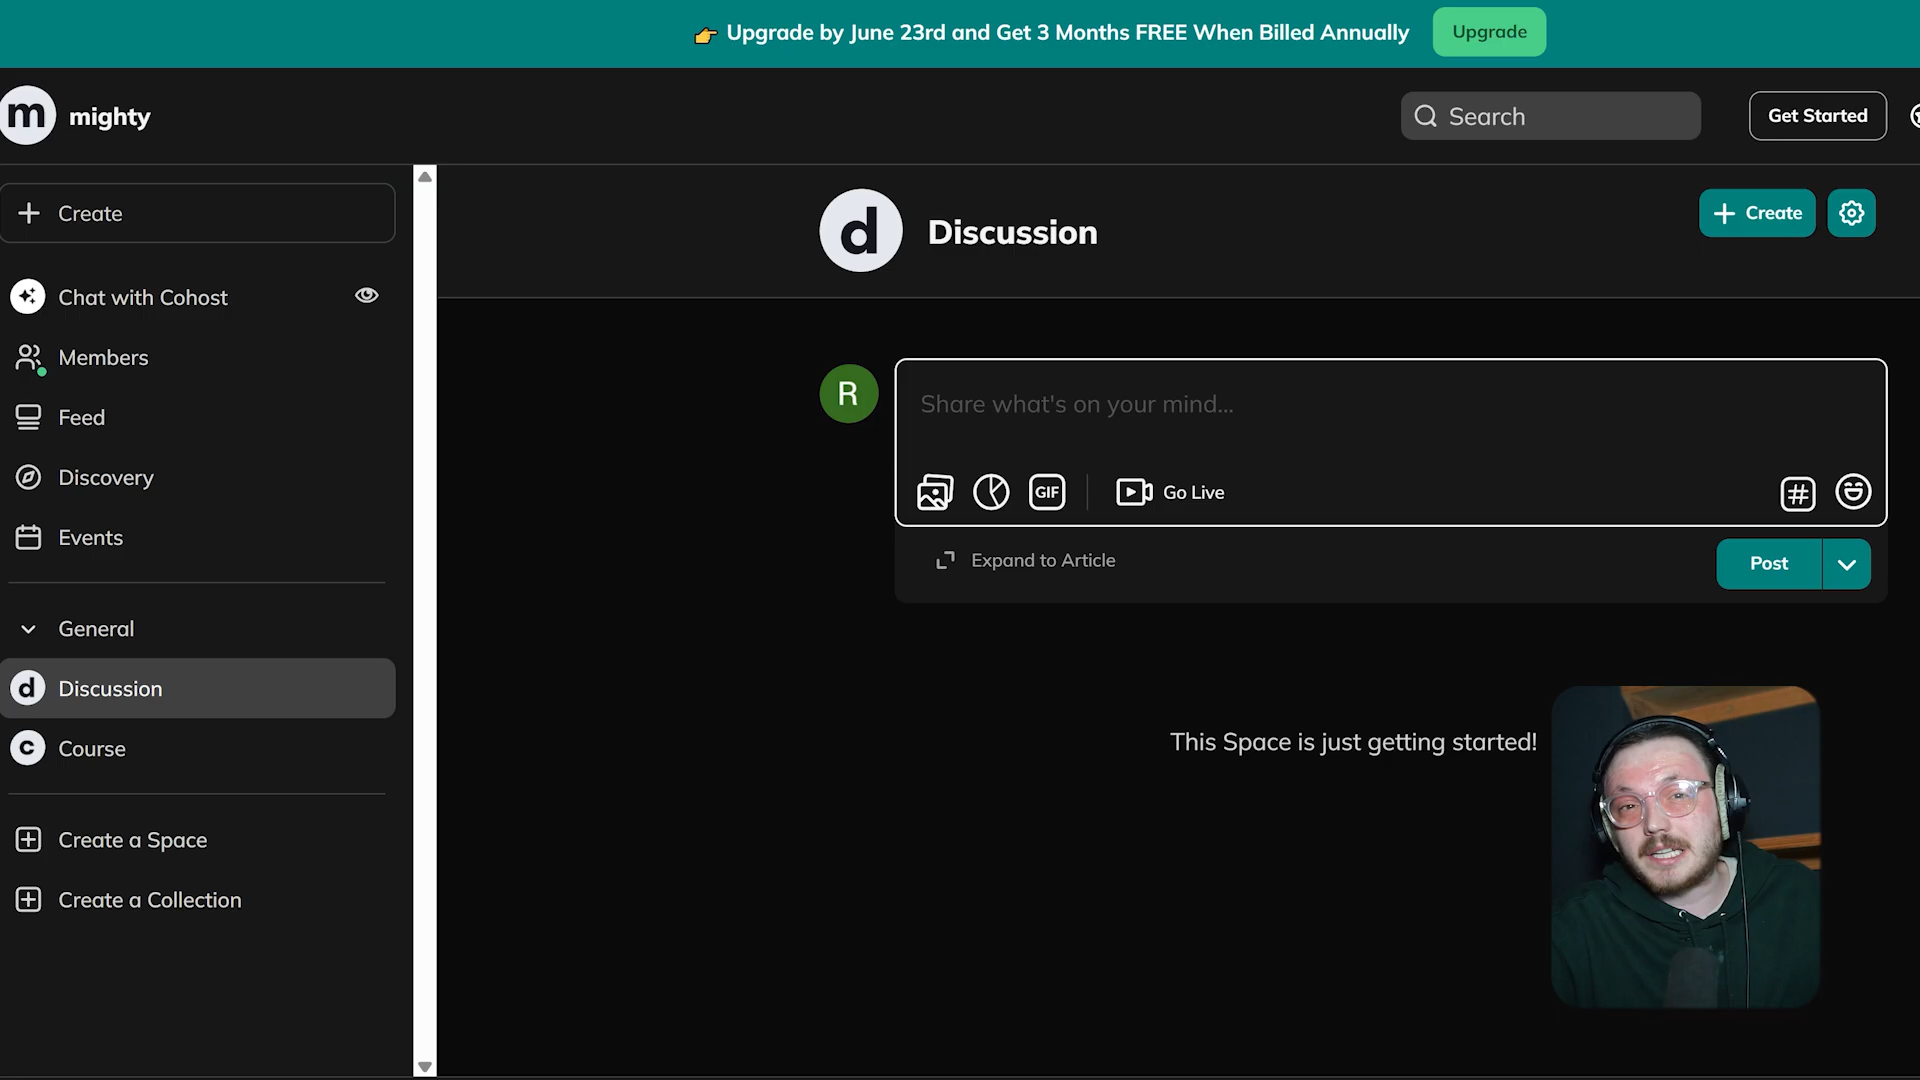 👉 Upgrade by June 23rd and Get 3 Months FREE When Billed Annually
Upgrade
m mighty
Search
Get Started
+ Create
Chat with Cohost
Members
Feed
Discovery
Events
General
d Discussion
c Course
Create a Space
Create a Collection
d Discussion
+ Create
R
Share what's on your mind...
GIF
Go Live
#
Expand to Article
Post
This Space is just getting started!